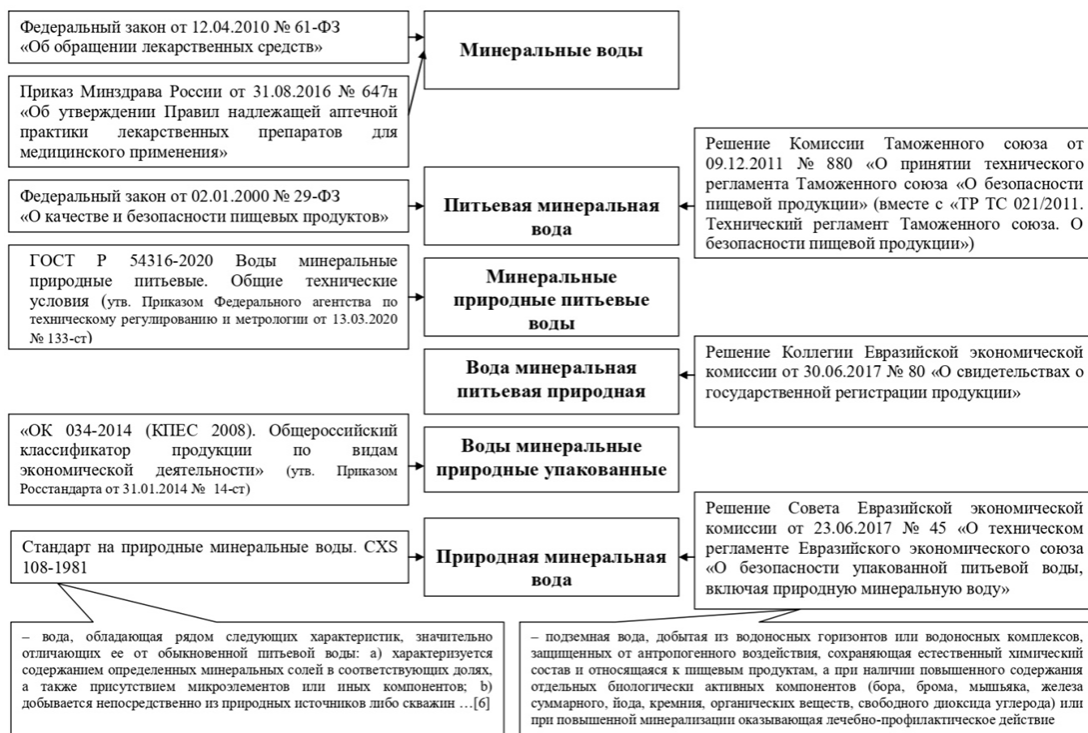 Федеральный закон от 12.04.2010 № 61-ФЗ
«Об обращении лекарственных средств»
Минеральные воды
Приказ Минздрава России от 31.08.2016 № 647н
«Об утверждении Правил надлежащей аптечной
практики лекарственных препаратов для
медицинского применения»
Решение Комиссии Таможенного союза от
09.12.2011 № 880 «О принятии технического
регламента Таможенного союза «О безопасности
пищевой продукции» (вместе с «ТР ТС 021/2011.
Технический регламент Таможенного союза. О
безопасности пищевой продукции»)
Федеральный закон от 02.01.2000 № 29-ФЗ
«О качестве и безопасности пищевых продуктов»
Питьевая минеральная
вода
ГОСТ Р 54316-2020 Воды минеральные
природные питьевые. Общие технические
условия (утв. Приказом Федерального агентства по
техническому регулированию и метрологии от 13.03.2020
№ 133-ст)
Минеральные
природные питьевые
воды
Вода минеральная
питьевая природная
Решение Коллегии Евразийской экономической
комиссии от 30.06.2017 № 80 «О свидетельствах о
государственной регистрации продукции»
«ОК 034-2014 (КПЕС 2008). Общероссийский
классификатор продукции по видам
экономической деятельности» (утв. Приказом
Росстандарта от 31.01.2014 № 14-ст)
Воды минеральные
природные упакованные
Решение Совета Евразийской экономической
комиссии от 23.06.2017 № 45 «О техническом
регламенте Евразийского экономического союза
«О безопасности упакованной питьевой воды,
включая природную минеральную воду»
Стандарт на природные минеральные воды. CXS
108-1981
Природная минеральная
вода
– вода, обладающая рядом следующих характеристик, значительно
отличающих ее от обыкновенной питьевой воды: а) характеризуется
содержанием определенных минеральных солей в соответствующих долях,
а также присутствием микроэлементов или иных компонентов; b)
добывается непосредственно из природных источников либо скважин …[6]
– подземная вода, добытая из водоносных горизонтов или водоносных комплексов,
защищенных от антропогенного воздействия, сохраняющая естественный химический
состав и относящаяся к пищевым продуктам, а при наличии повышенного содержания
отдельных биологически активных компонентов (бора, брома, мышьяка, железа
суммарного, йода, кремния, органических веществ, свободного диоксида углерода) или
при повышенной минерализации оказывающая лечебно-профилактическое действие